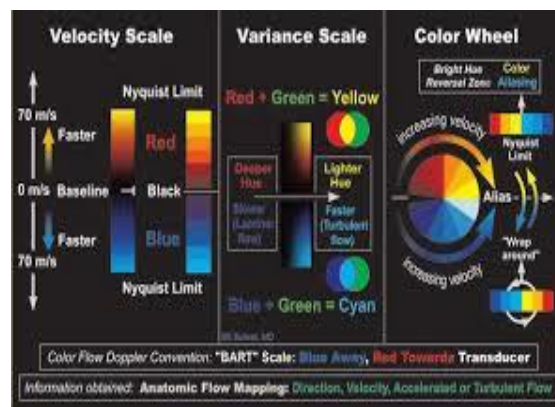 Velocity Scale
Nyquist Limit
70 m/s
Faster
Red
0 m/s
Baseline
Black
Faster
Blue
70 m/s
Nyquist Limit
Variance Scale
Red + Green = Yellow
Deeper
Hue
Lighter
Hue
Slower
(Laminar
flow)
Faster
(Turbulent
flow)
Blue + Green = Cyan
Color Wheel
Bright Hue
Reversal Zone
Color
Aliasing
increasing velocity
Nyquist
Limit
Alias
"Wrap
around"
increasing velocity
Color Flow Doppler Convention: "BART" Scale: Blue Away, Red Towards Transducer
Information obtained: Anatomic Flow Mapping: Direction, Velocity, Accelerated or Turbulent Flow